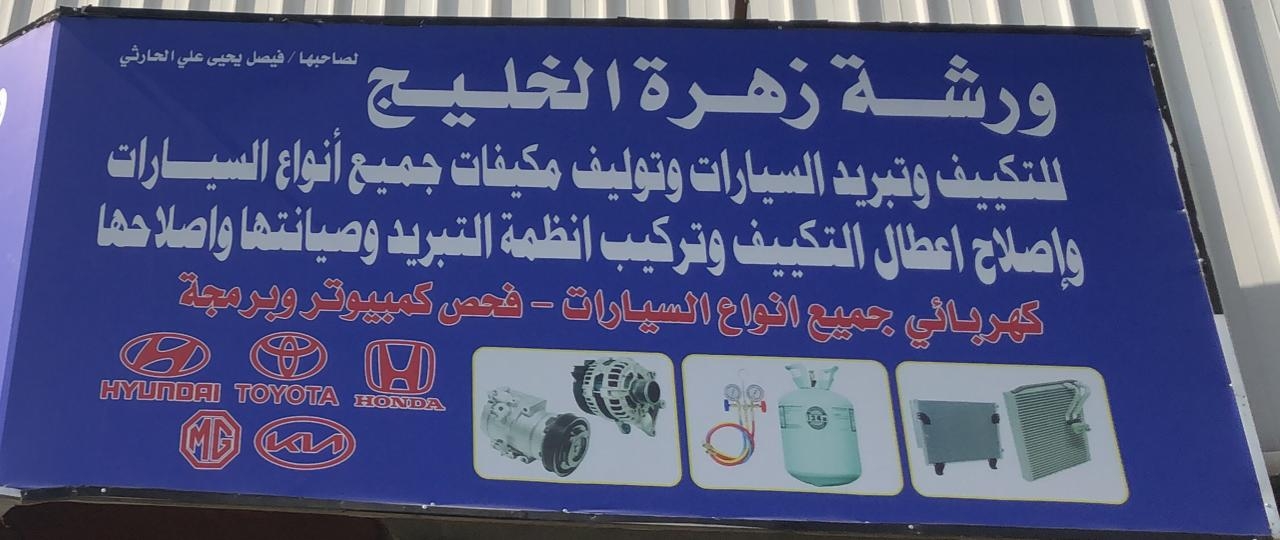 ورشة زهرة الخليج
لصاحبها / فيصل يحيى علي الحارثي
للتكييف وتبريد السيارات وتوليف مكيفات جميع أنواع السيارات
وإصلاح اعطال التكييف وتركيب انظمة التبريد وصيانتها واصلاحها
كهربائي جميع انواع السيارات - فحص كمبيوتر وبرمجة
HYUNDAI TOYOTA HONDA
MG KIA